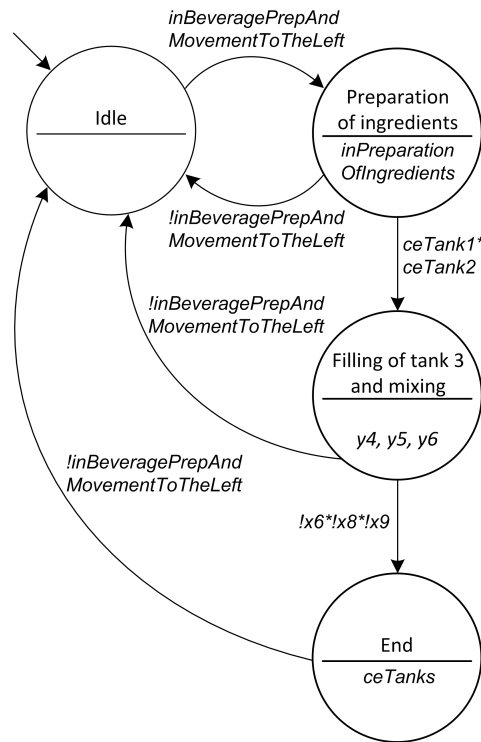 inBeveragePrepAnd
MovementToTheLeft
Idle
Preparation
of ingredients
inPreparation
OfIngredients
!inBeveragePrepAnd
MovementToTheLeft
ceTank1*
ceTank2
!inBeveragePrepAnd
MovementToTheLeft
Filling of tank 3
and mixing
y4, y5, y6
!inBeveragePrepAnd
MovementToTheLeft
!x6*!x8*!x9
End
ceTanks